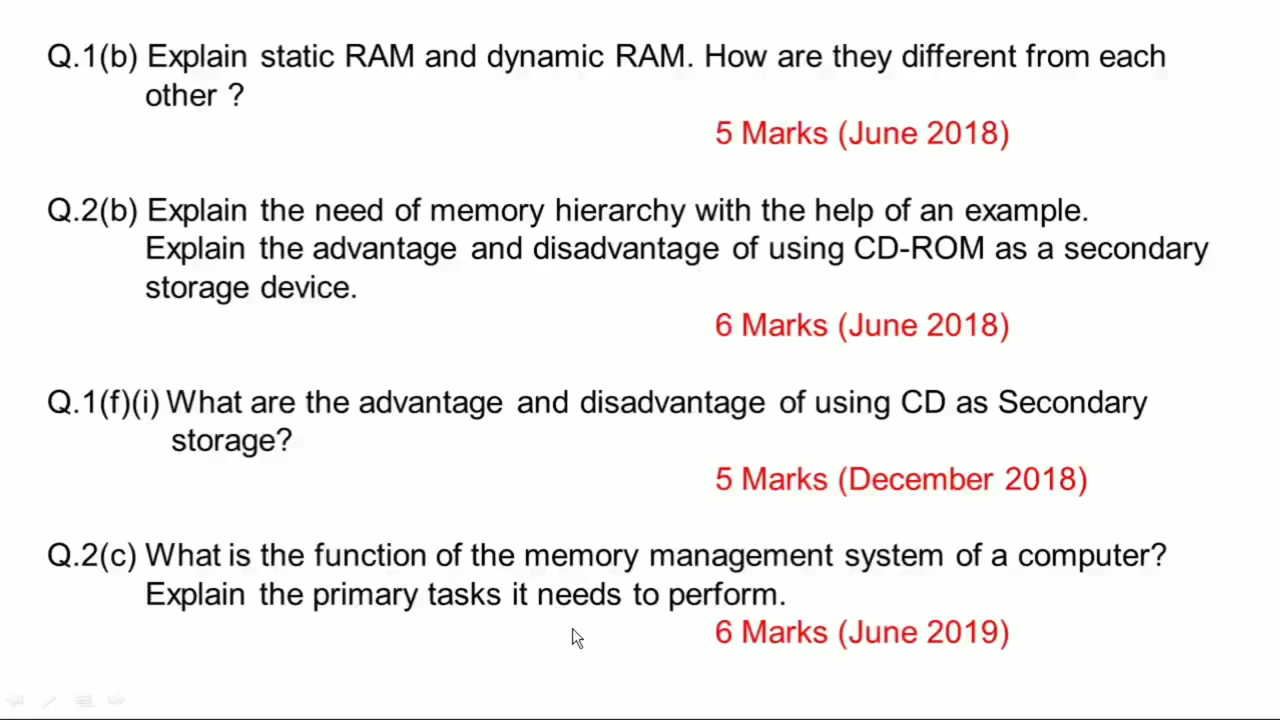 Q.1(b) Explain static RAM and dynamic RAM. How are they different from each
other ?
5 Marks (June 2018)
Q.2(b) Explain the need of memory hierarchy with the help of an example.
Explain the advantage and disadvantage of using CD-ROM as a secondary
storage device.
6 Marks (June 2018)
Q.1(f)(i) What are the advantage and disadvantage of using CD as Secondary
storage?
5 Marks (December 2018)
Q.2(c) What is the function of the memory management system of a computer?
Explain the primary tasks it needs to perform.
6 Marks (June 2019)